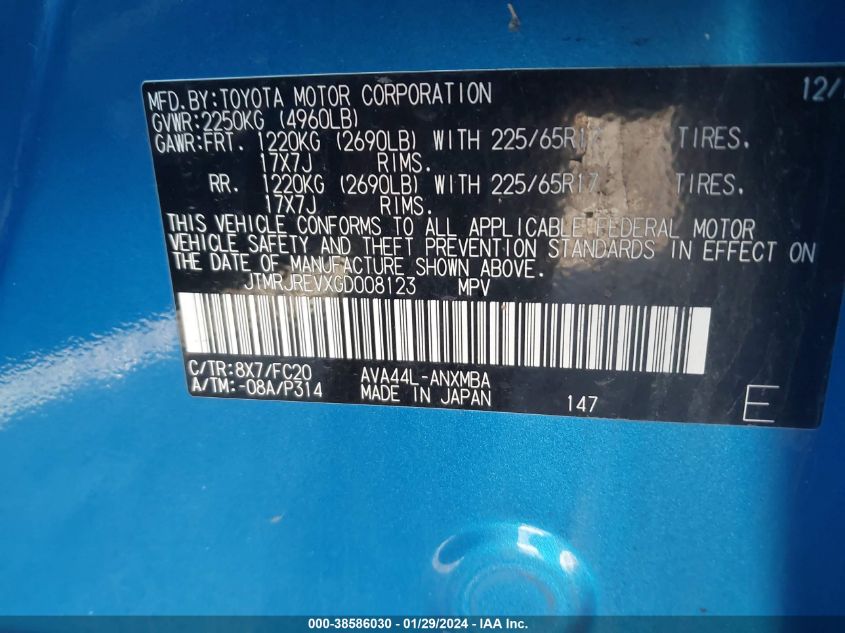 MFD.BY:TOYOTA MOTOR CORPORATION 12/
GVWR:2250KG (4960LB)
GAWR:FRT. 1220KG (2690LB) WITH 225/65R17 TIRES.
17X7J RIMS.
RR. 1220KG (2690LB) WITH 225/65R17 TIRES.
17X7J RIMS.
THIS VEHICLE CONFORMS TO ALL APPLICABLE FEDERAL MOTOR
VEHICLE SAFETY AND THEFT PREVENTION STANDARDS IN EFFECT ON
THE DATE OF MANUFACTURE SHOWN ABOVE.
JTMRJREVXGD008123 MPV
C/TR:8X7/FC20 AVA44L-ANXMBA
A/TM:-08A/P314 MADE IN JAPAN 147 E
000-38586030 - 01/29/2024 - IAA Inc.